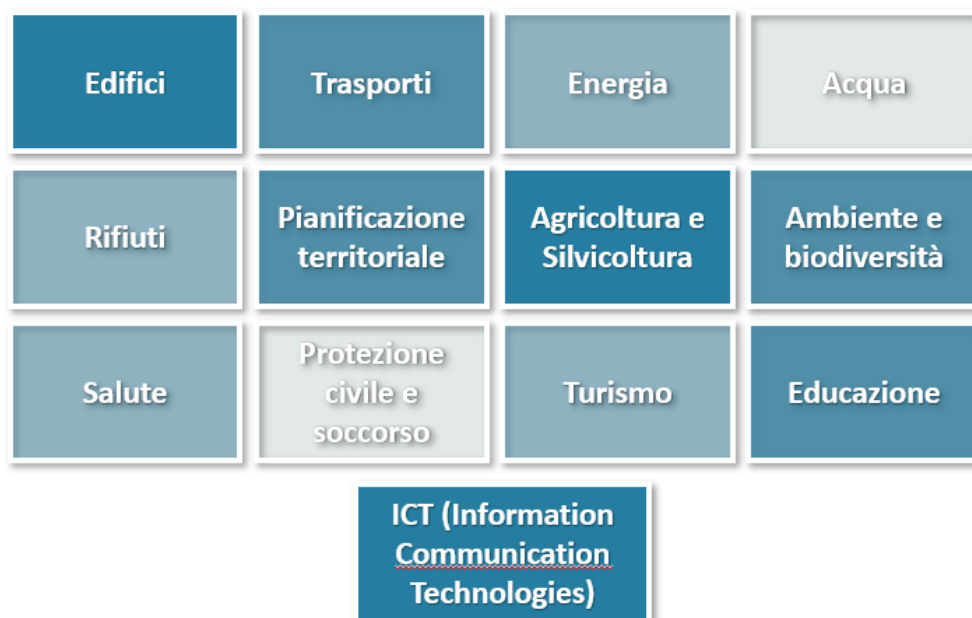 Edifici
Trasporti
Energia
Acqua
Rifiuti
Pianificazione
territoriale
Agricoltura e
Silvicoltura
Ambiente e
biodiversità
Salute
Protezione
civile e
soccorso
Turismo
Educazione
ICT (Information
Communication
Technologies)